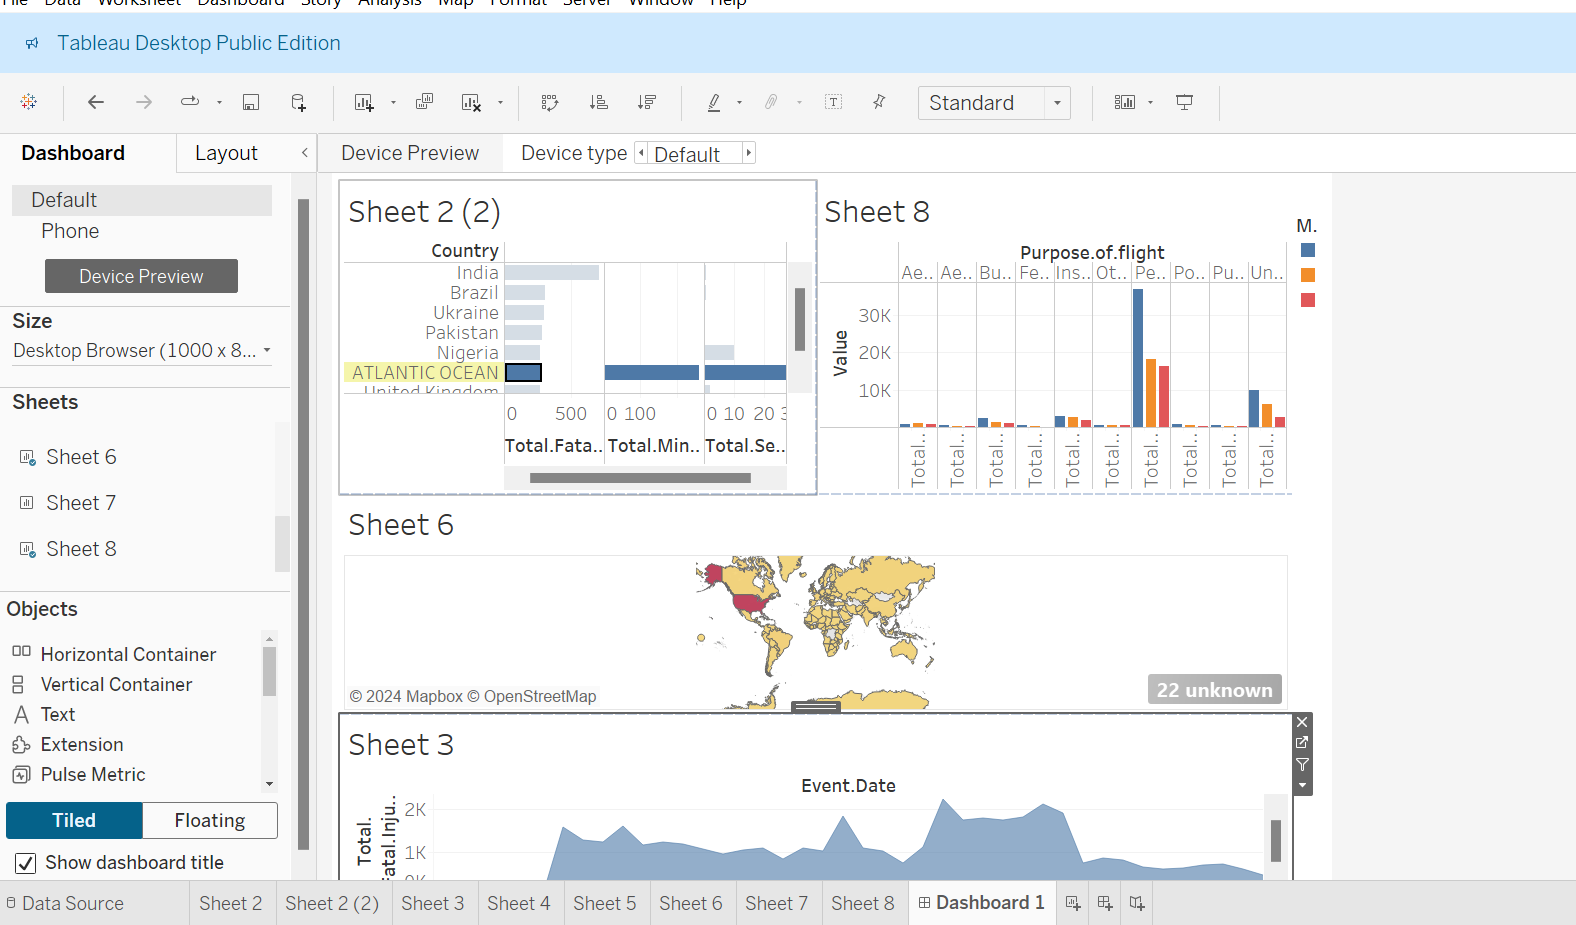 File Data Worksheet Dashboard Story Analysis Map Format Server Window Help
Tableau Desktop Public Edition
Standard
Dashboard Layout
Device Preview Device type Default
Default
Phone
Device Preview
Size
Desktop Browser (1000 x 8...
Sheets
Sheet 6
Sheet 7
Sheet 8
Objects
Horizontal Container
Vertical Container
Text
Extension
Pulse Metric
Tiled Floating
Show dashboard title
Sheet 2 (2)
Country
India
Brazil
Ukraine
Pakistan
Nigeria
ATLANTIC OCEAN
United Kingdom
0 500 0 100 0 10 20 3
Total.Fata.. Total.Min.. Total.Se..
Sheet 8
M.
Purpose.of.flight
Ae.. Ae.. Bu.. Fe.. Ins.. Ot.. Pe.. Po.. Pu.. Un..
30K
20K
10K
Value
Total.. Total.. Total.. Total.. Total.. Total.. Total.. Total.. Total.. Total..
Sheet 6
© 2024 Mapbox © OpenStreetMap
22 unknown
Sheet 3
Event.Date
2K
1K
0K
Total.
Fatal.Inju..
Data Source Sheet 2 Sheet 2 (2) Sheet 3 Sheet 4 Sheet 5 Sheet 6 Sheet 7 Sheet 8 Dashboard 1